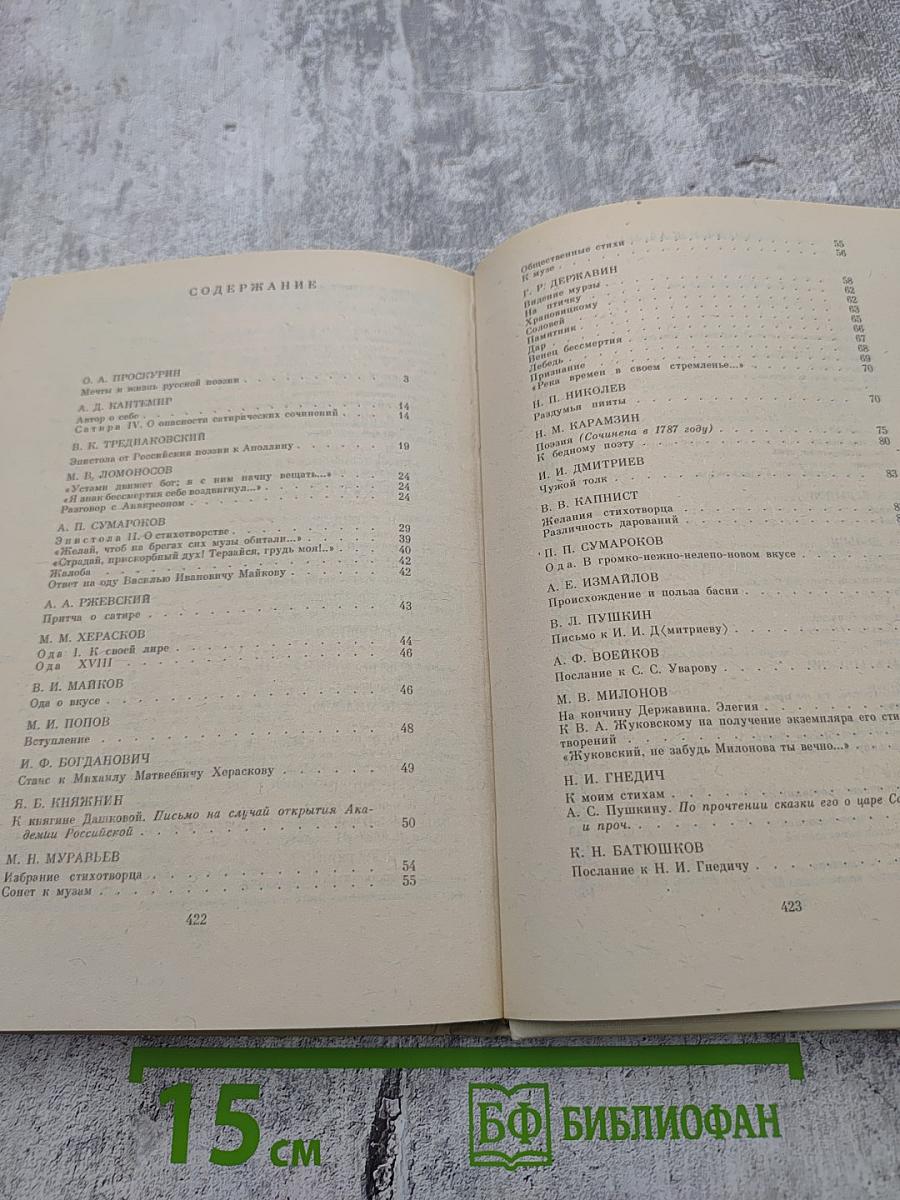 СОДЕРЖАНИЕ
О. А. ПРОСКУРИН
Мечты и жизнь русской поэзии 3
А. Д. КАНТЕМИР
Автор о себе 14
Сатира IV. О опасности сатирических сочинений 14
В. К. ТРЕДИАКОВСКИЙ
Эпистола от Российския поэзии к Аполлину 19
М. В. ЛОМОНОСОВ
«Устами движет бог; я с ним начну вещать...» 24
«Я знак бессмертия себе воздвигнул...» 24
Разговор с Анакреоном 24
А. П. СУМАРОКОВ
Эпистола II. О стихотворстве 29
«Желай, чтоб на брегах сих музы обитали...» 39
«Страдай, прискорбный дух! Терзайся, грудь моя!..» 40
Жалоба 42
Ответ на оду Василью Ивановичу Майкову 42
А. А. РЖЕВСКИЙ
Притча о сатире 43
М. М. ХЕРАСКОВ
Ода I. К своей лире 44
Ода XVIII 46
В. И. МАЙКОВ
Ода о вкусе 46
М. И. ПОПОВ
Вступление 48
И. Ф. БОГДАНОВИЧ
Станс к Михаилу Матвеевичу Хераскову 49
Я. Б. КНЯЖНИН
К княгине Дашковой. Письмо на случай открытия Ака-
демии Российской 50
М. Н. МУРАВЬЕВ
Избрание стихотворца 54
Сонет к музам 55
422
Общественные стихи 55
К музе 56
Г. Р. ДЕРЖАВИН
Видение мурзы 58
На птичку 62
Храповицкому 62
Соловей 63
Памятник 65
Дар 66
Венец бессмертия 67
Лебедь 68
Признание 69
«Река времен в своем стремленье...» 70
Н. П. НИКОЛЕВ
Раздумья пииты 70
Н. М. КАРАМЗИН
Поэзия (Сочинена в 1787 году) 75
К бедному поэту 80
И. И. ДМИТРИЕВ
Чужой толк 83
В. В. КАПНИСТ
Желания стихотворца
Различность дарований
П. П. СУМАРОКОВ
Ода. В громко-нежно-нелепо-новом вкусе
А. Е. ИЗМАЙЛОВ
Происхождение и польза басни
В. Л. ПУШКИН
Письмо к И. И. Д〈митриеву〉
А. Ф. ВОЕЙКОВ
Послание к С. С. Уварову
М. В. МИЛОНОВ
На кончину Державина. Элегия
К В. А. Жуковскому на получение экземпляра его сти
творений
«Жуковский, не забудь Милонова ты вечно...»
Н. И. ГНЕДИЧ
К моим стихам
А. С. Пушкину. По прочтении сказки его о царе Са
и проч.
К. Н. БАТЮШКОВ
Послание к Н. И. Гнедичу
423
15 см
БФ БИБЛИОФАН